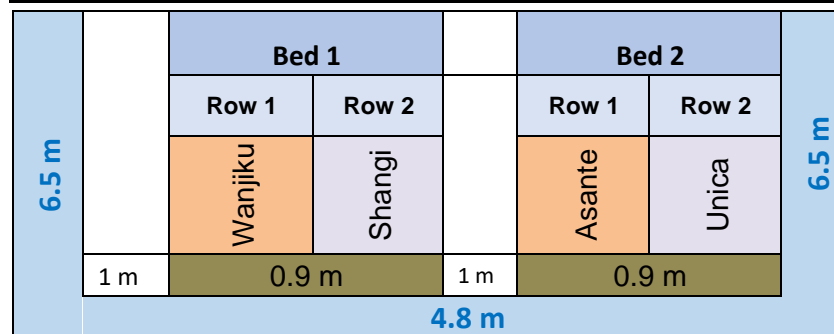 Bed 1 Bed 2
Row 1 Row 2 Row 1 Row 2
6.5 m Wanjiku Shangi Asante Unica 6.5 m
1 m 0.9 m 1 m 0.9 m
4.8 m